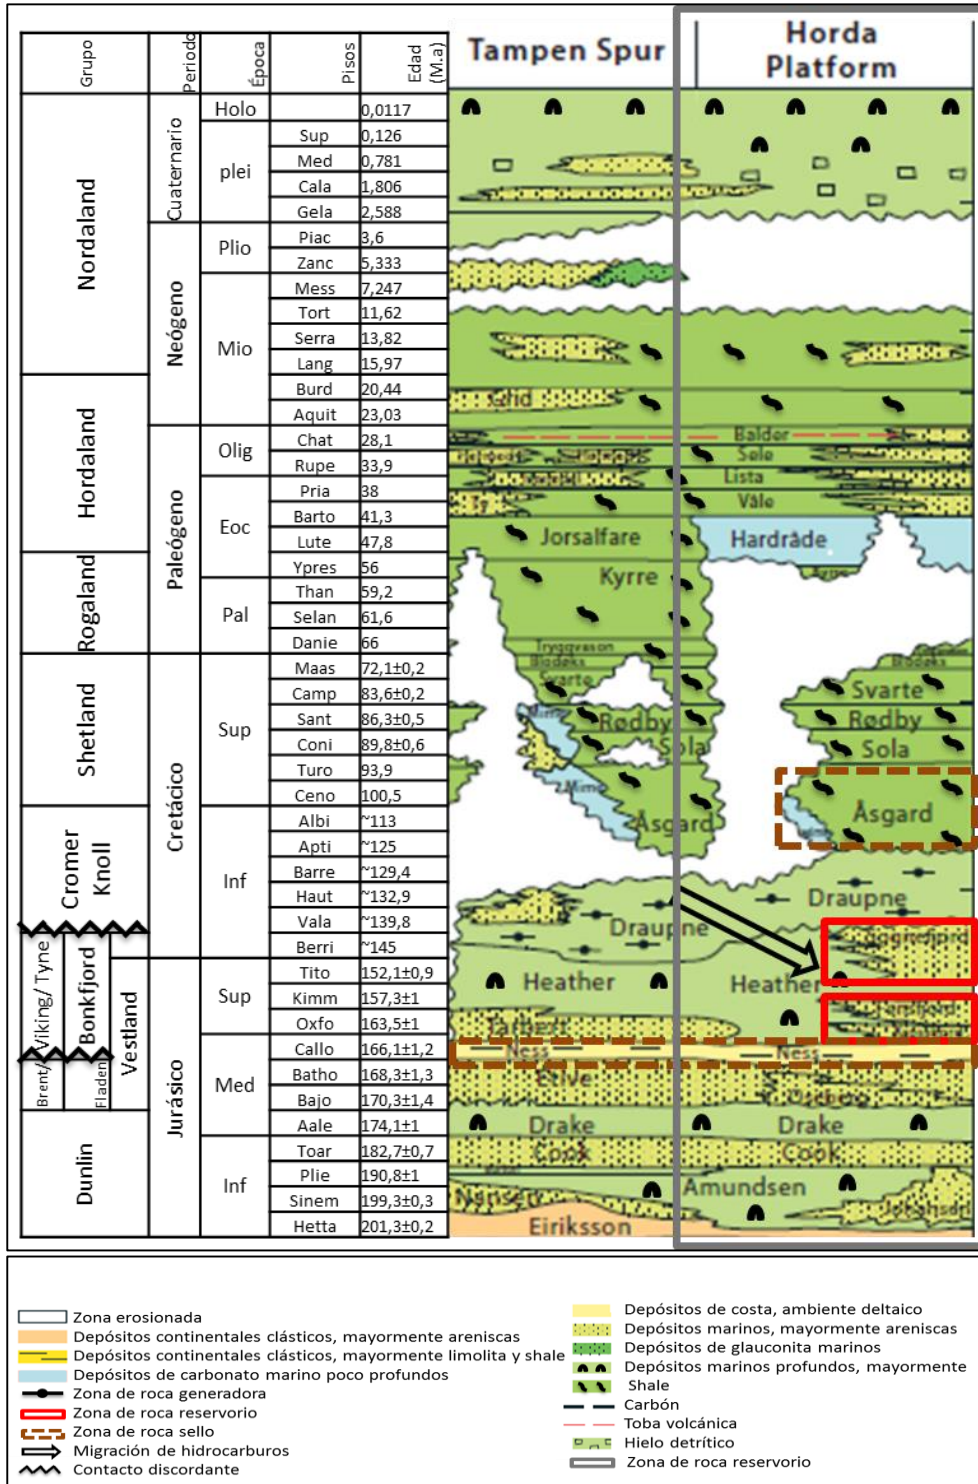 Grupo
Periodo
Época
Pisos
Edad
(M.a)
Tampen Spur
Horda
Platform
Nordaland
Hordaland
Rogaland
Shetland
Cromer
Knoll
Brent/Viking/ Tyne
Bonkfjord
Fladen
Vestland
Dunlin
Cuaternario
Neógeno
Paleógeno
Cretácico
Jurásico
Holo
plei
Plio
Mio
Olig
Eoc
Pal
Sup
Inf
Sup
Med
Inf
0,0117
Sup 0,126
Med 0,781
Cala 1,806
Gela 2,588
Piac 3,6
Zanc 5,333
Mess 7,247
Tort 11,62
Serra 13,82
Lang 15,97
Burd 20,44
Aquit 23,03
Chat 28,1
Rupe 33,9
Pria 38
Barto 41,3
Lute 47,8
Ypres 56
Than 59,2
Selan 61,6
Danie 66
Maas 72,1±0,2
Camp 83,6±0,2
Sant 86,3±0,5
Coni 89,8±0,6
Turo 93,9
Ceno 100,5
Albi ~113
Apti ~125
Barre ~129,4
Haut ~132,9
Vala ~139,8
Berri ~145
Tito 152,1±0,9
Kimm 157,3±1
Oxfo 163,5±1
Callo 166,1±1,2
Batho 168,3±1,3
Bajo 170,3±1,4
Aale 174,1±1
Toar 182,7±0,7
Plie 190,8±1
Sinem 199,3±0,3
Hetta 201,3±0,2
Grid
Balder
Sele
Lista
Våle
Jorsalfare
Hardråde
Kyrre
Tryggvason
Blodøks
Blodøks
Svarte
Svarte
Mime
Rødby
Rødby
Sola
Sola
Mime
Åsgard
Åsgard
Draupne
Draupne
Heather
Heather
Tarbert
Ness
Ness
Etive
Oseberg
Drake
Drake
Cook
Cook
Nansen
Amundsen
Johansen
Eiriksson
Zona erosionada
Depósitos continentales clásticos, mayormente areniscas
Depósitos continentales clásticos, mayormente limolita y shale
Depósitos de carbonato marino poco profundos
Zona de roca generadora
Zona de roca reservorio
Zona de roca sello
Migración de hidrocarburos
Contacto discordante
Depósitos de costa, ambiente deltaico
Depósitos marinos, mayormente areniscas
Depósitos de glauconita marinos
Depósitos marinos profundos, mayormente
Shale
Carbón
Toba volcánica
Hielo detrítico
Zona de roca reservorio